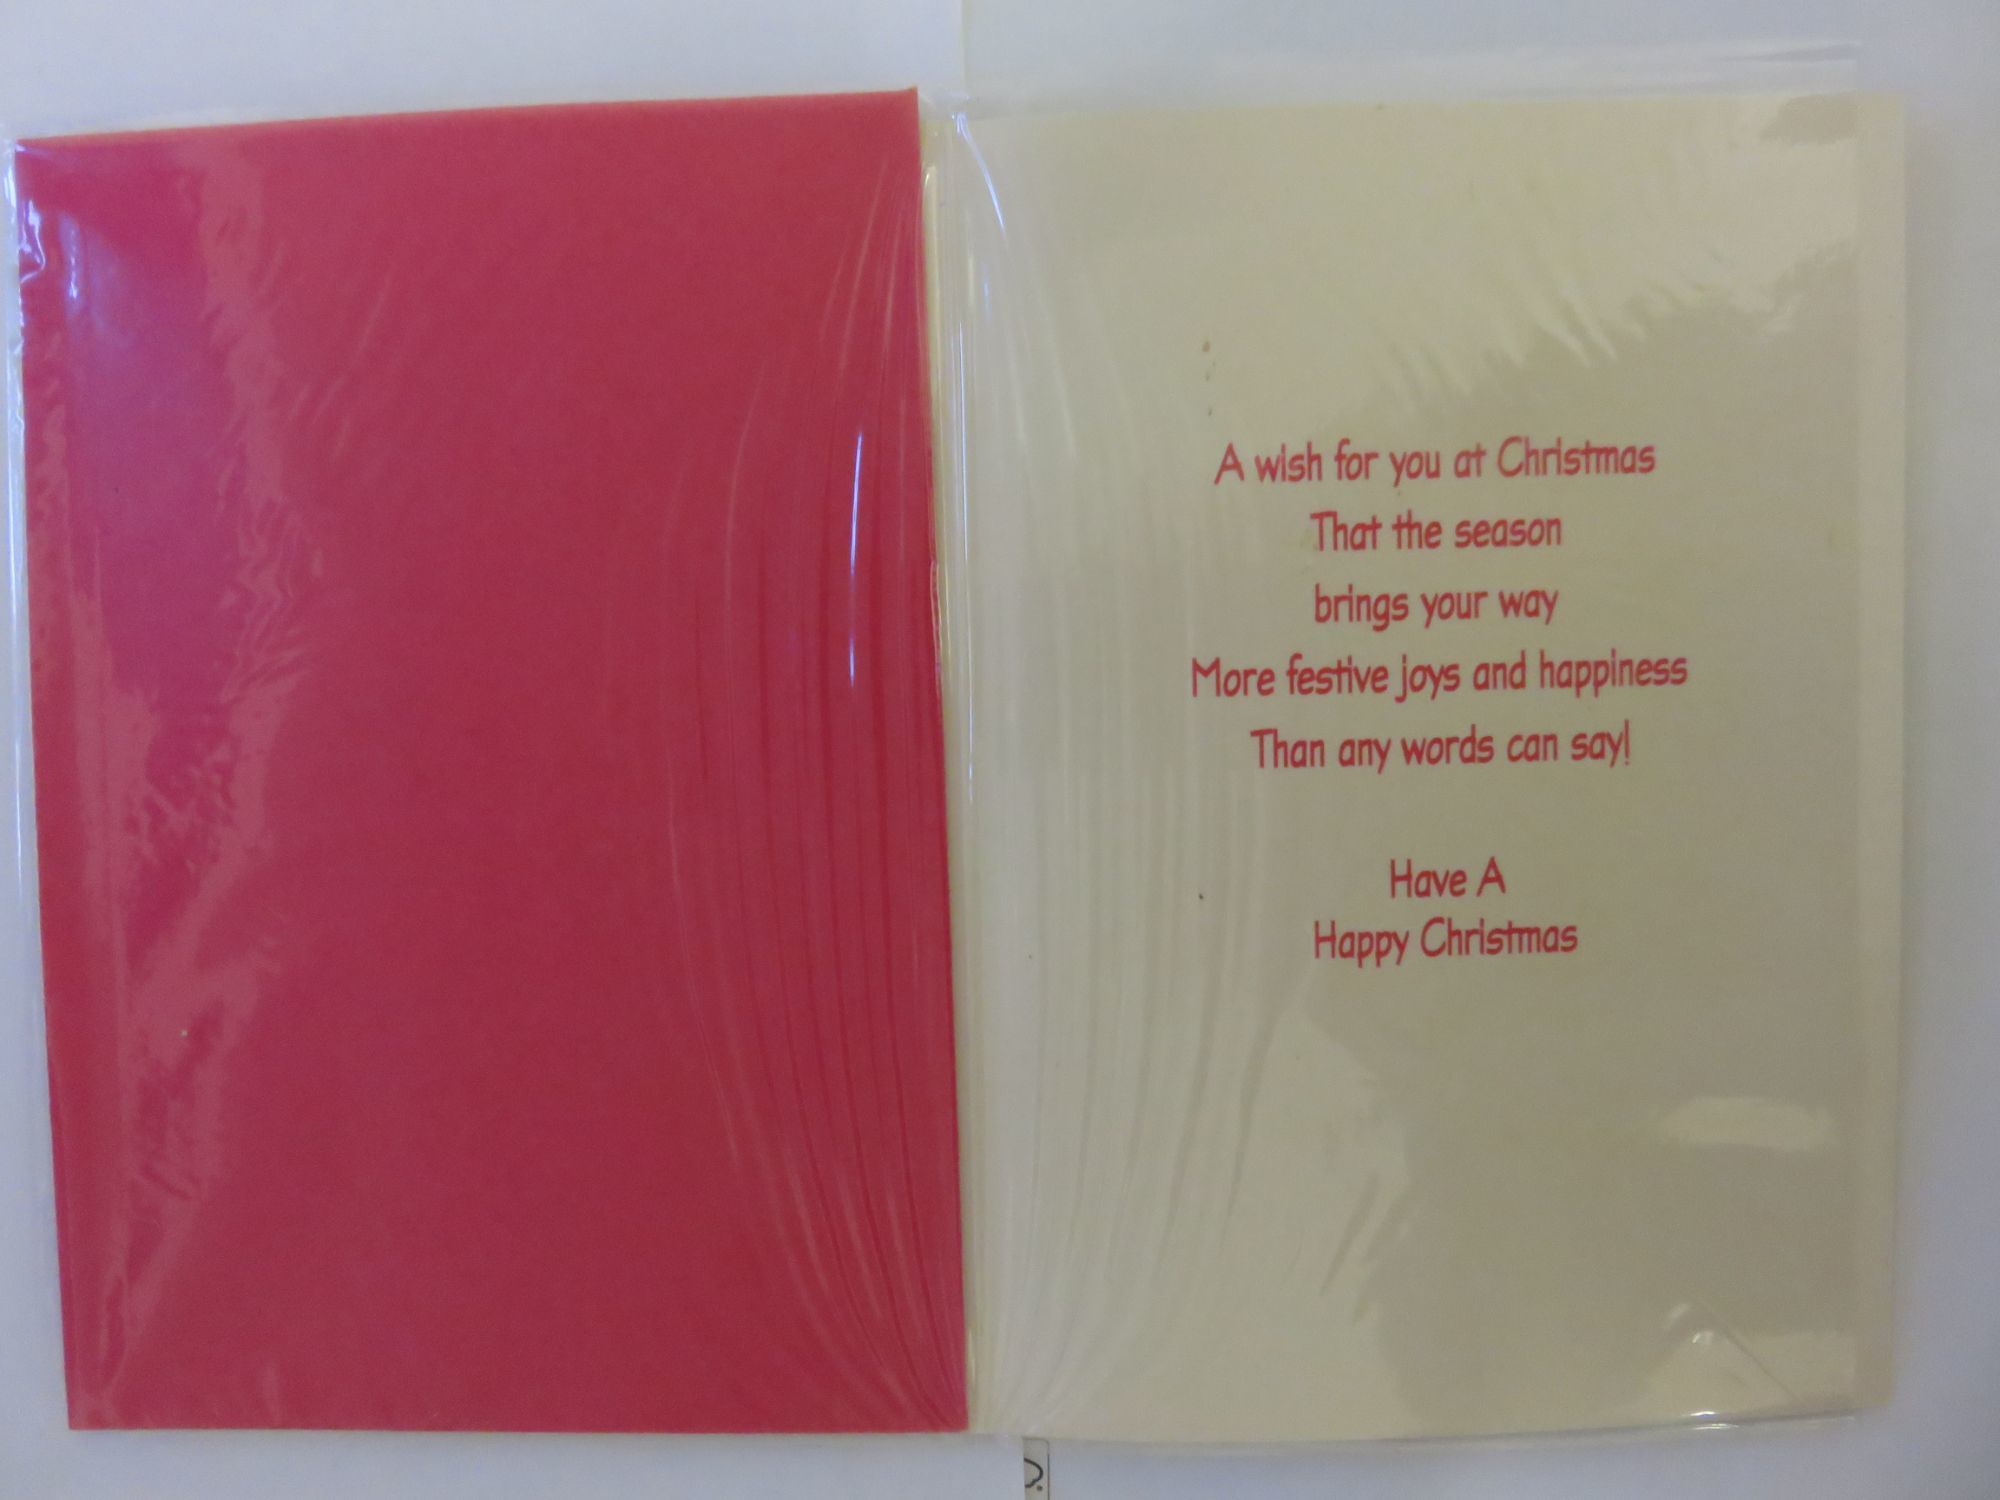 A wish for you at Christmas
That the season
brings your way
More festive joys and happiness
Than any words can say!
Have A
Happy Christmas